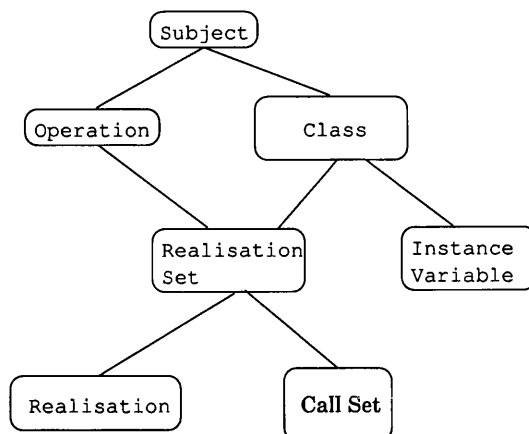 Subject
Operation
Class
Realisation
Set
Instance
Variable
Realisation
Call Set